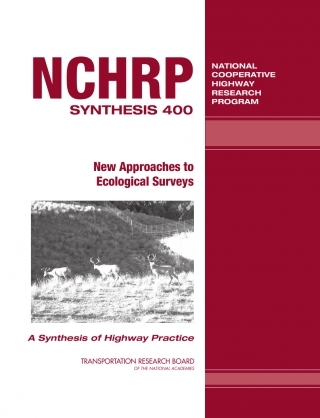 NCHRP
SYNTHESIS 400
NATIONAL
COOPERATIVE
HIGHWAY
RESEARCH
PROGRAM
New Approaches to
Ecological Surveys
A Synthesis of Highway Practice
TRANSPORTATION RESEARCH BOARD
OF THE NATIONAL ACADEMIES